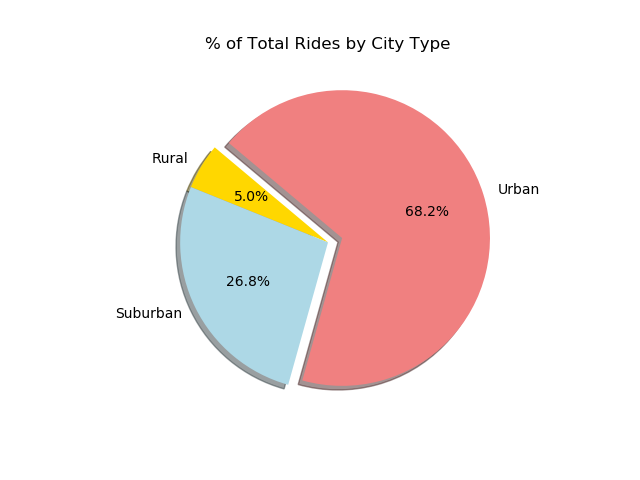 % of Total Rides by City Type
Rural
5.0%
Urban
68.2%
26.8%
Suburban